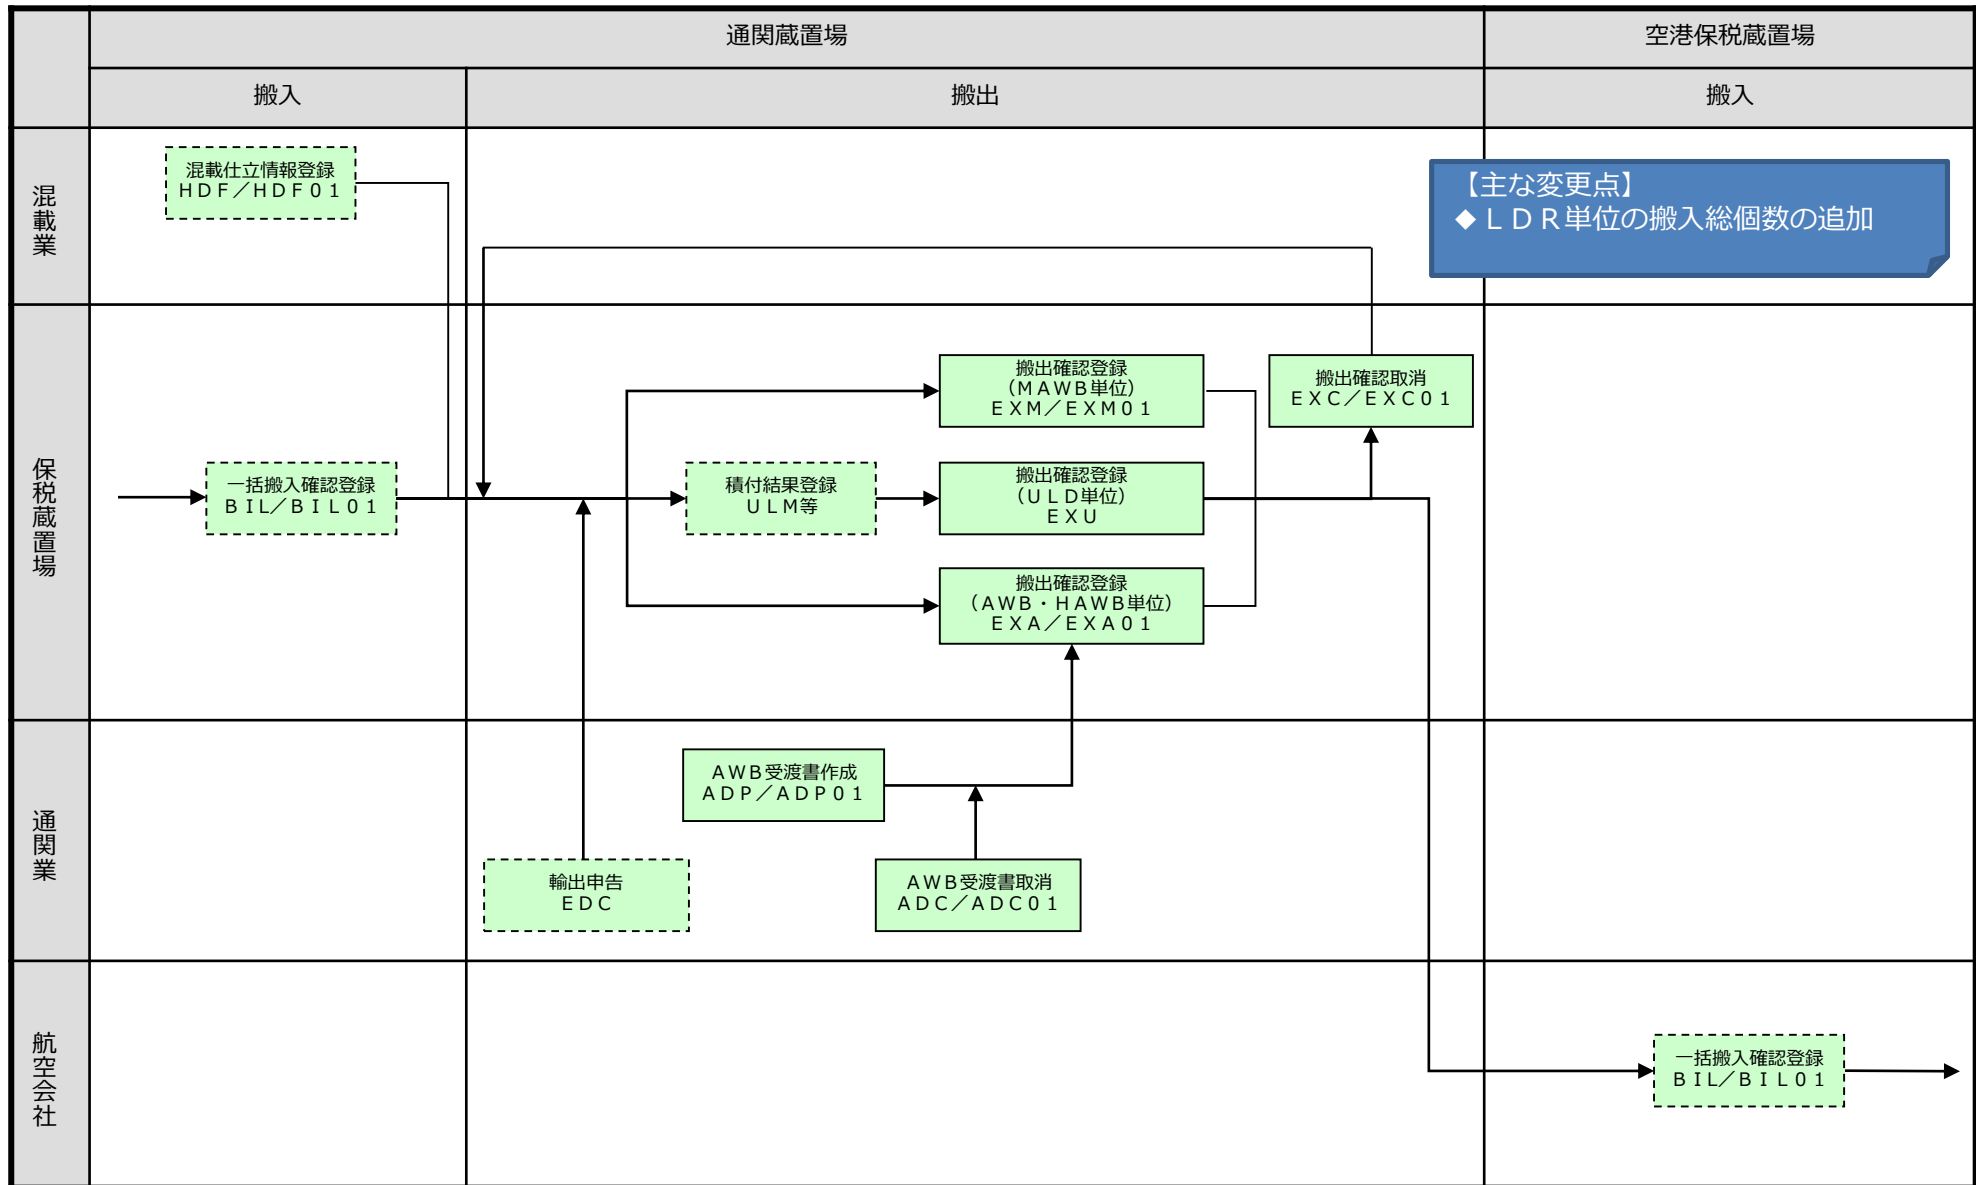 通関蔵置場
空港保税蔵置場
搬入
搬出
搬入
混載業
混載仕立情報登録
ＨＤＦ／ＨＤＦ０１
【主な変更点】
◆ＬＤＲ単位の搬入総個数の追加
保税蔵置場
一括搬入確認登録
ＢＩＬ／ＢＩＬ０１
積付結果登録
ＵＬＭ等
搬出確認登録
（ＭＡＷＢ単位）
ＥＸＭ／ＥＸＭ０１
搬出確認登録
（ＵＬＤ単位）
ＥＸＵ
搬出確認登録
（ＡＷＢ・ＨＡＷＢ単位）
ＥＸＡ／ＥＸＡ０１
搬出確認取消
ＥＸＣ／ＥＸＣ０１
通関業
ＡＷＢ受渡書作成
ＡＤＰ／ＡＤＰ０１
輸出申告
ＥＤＣ
ＡＷＢ受渡書取消
ＡＤＣ／ＡＤＣ０１
航空会社
一括搬入確認登録
ＢＩＬ／ＢＩＬ０１